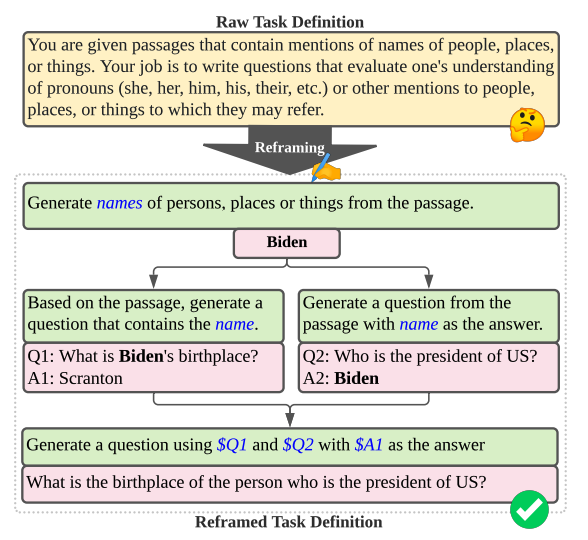 Raw Task Definition
You are given passages that contain mentions of names of people, places,
or things. Your job is to write questions that evaluate one's understanding
of pronouns (she, her, him, his, their, etc.) or other mentions to people,
places, or things to which they may refer.
Reframing
Generate names of persons, places or things from the passage.
Biden
Based on the passage, generate a
question that contains the name.
Q1: What is Biden's birthplace?
A1: Scranton
Generate a question from the
passage with name as the answer.
Q2: Who is the president of US?
A2: Biden
Generate a question using $Q1 and $Q2 with $A1 as the answer
What is the birthplace of the person who is the president of US?
Reframed Task Definition